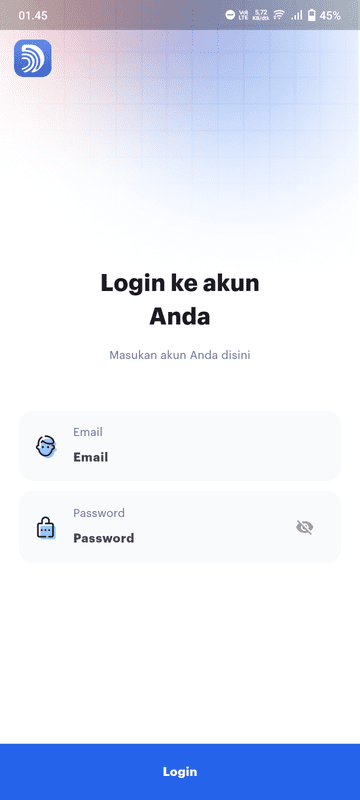 01.45
Vo) LTE 5,72 KB/dtk 45%
Login ke akun
Anda
Masukan akun Anda disini
Email
Email
Password
Password
Login